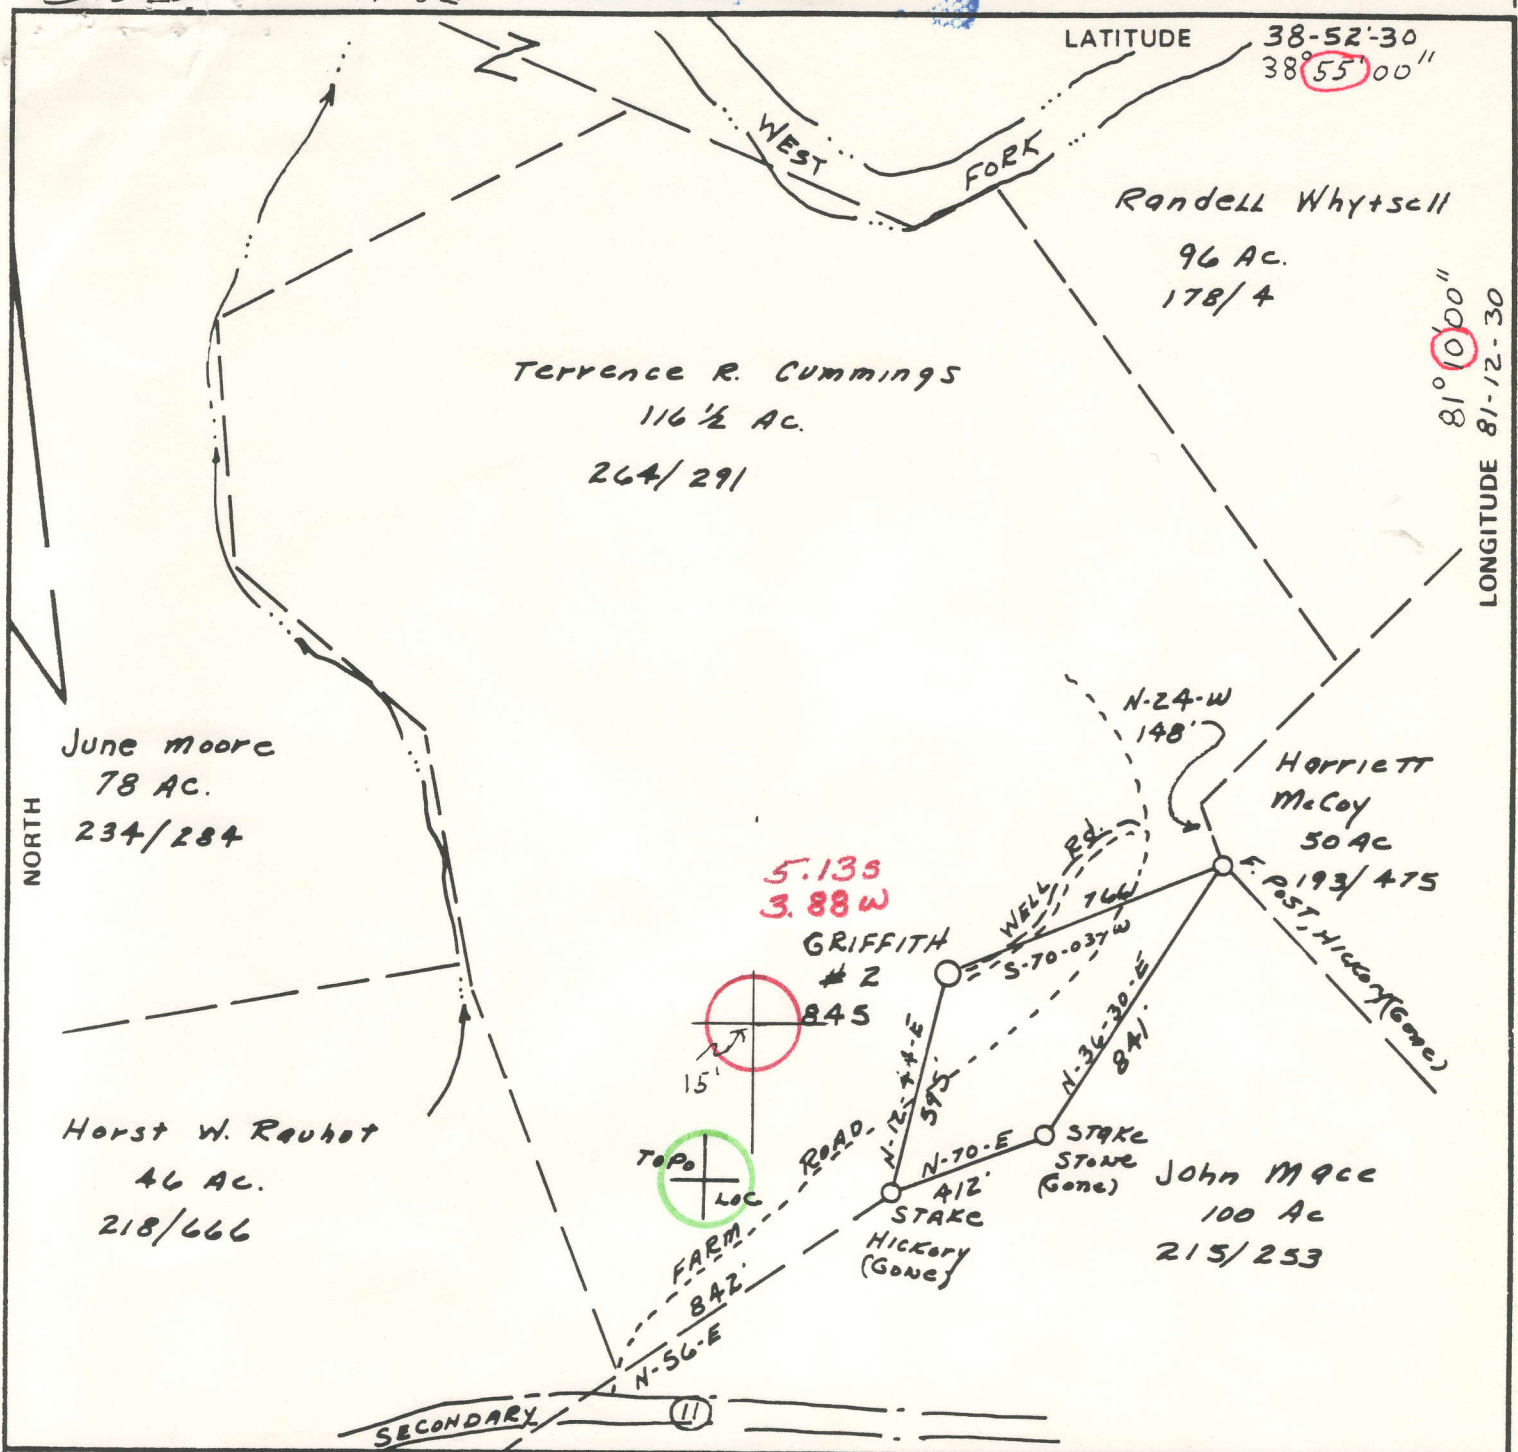 LATITUDE 38-52'-30
38° 55' 00"
WEST FORK
Randell Whytsell
96 Ac.
178/4
81° 10' 00"
LONGITUDE 81-12-30
Terrence R. Cummings
116 ½ Ac.
264/291
N-24-W
148'
June moore
78 AC.
234/284
NORTH
Harriett
McCoy
50 AC
193/475
F. POST, HICKORY (Gone)
5.13s
3.88w
WELL Rd.
766'
S-70-03-W
GRIFFITH
# 2
845
15'
N-12-44-E
595'
N-36-30-E
841'
Horst W. Rauhot
46 Ac.
218/666
TOPO
LOC
FARM ROAD
N-70-E
412'
STAKE
STONE
(Gone)
STAKE
HICKORY
(GONE)
John Mace
100 Ac
215/253
842'
N-56-E
SECONDARY 11